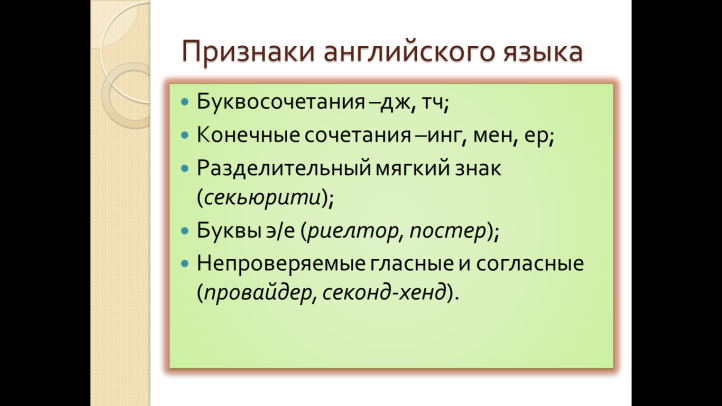 Признаки английского языка
Буквосочетания –дж, тч;
Конечные сочетания –инг, мен, ер;
Разделительный мягкий знак
(секьюрити);
Буквы э/е (риелтор, постер);
Непроверяемые гласные и согласные
(провайдер, секонд-хенд).